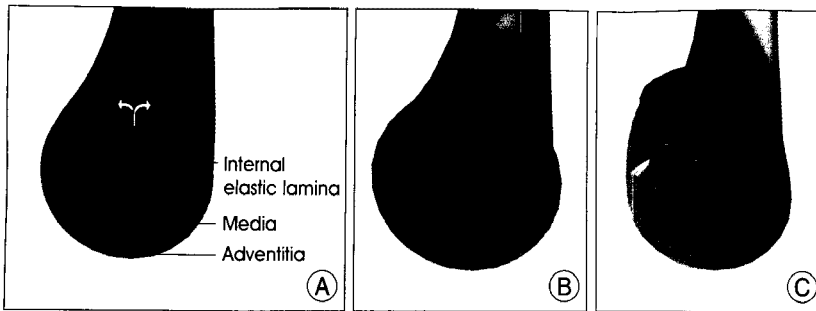 Internal
elastic lamina
Media
Adventitia
A
B
C